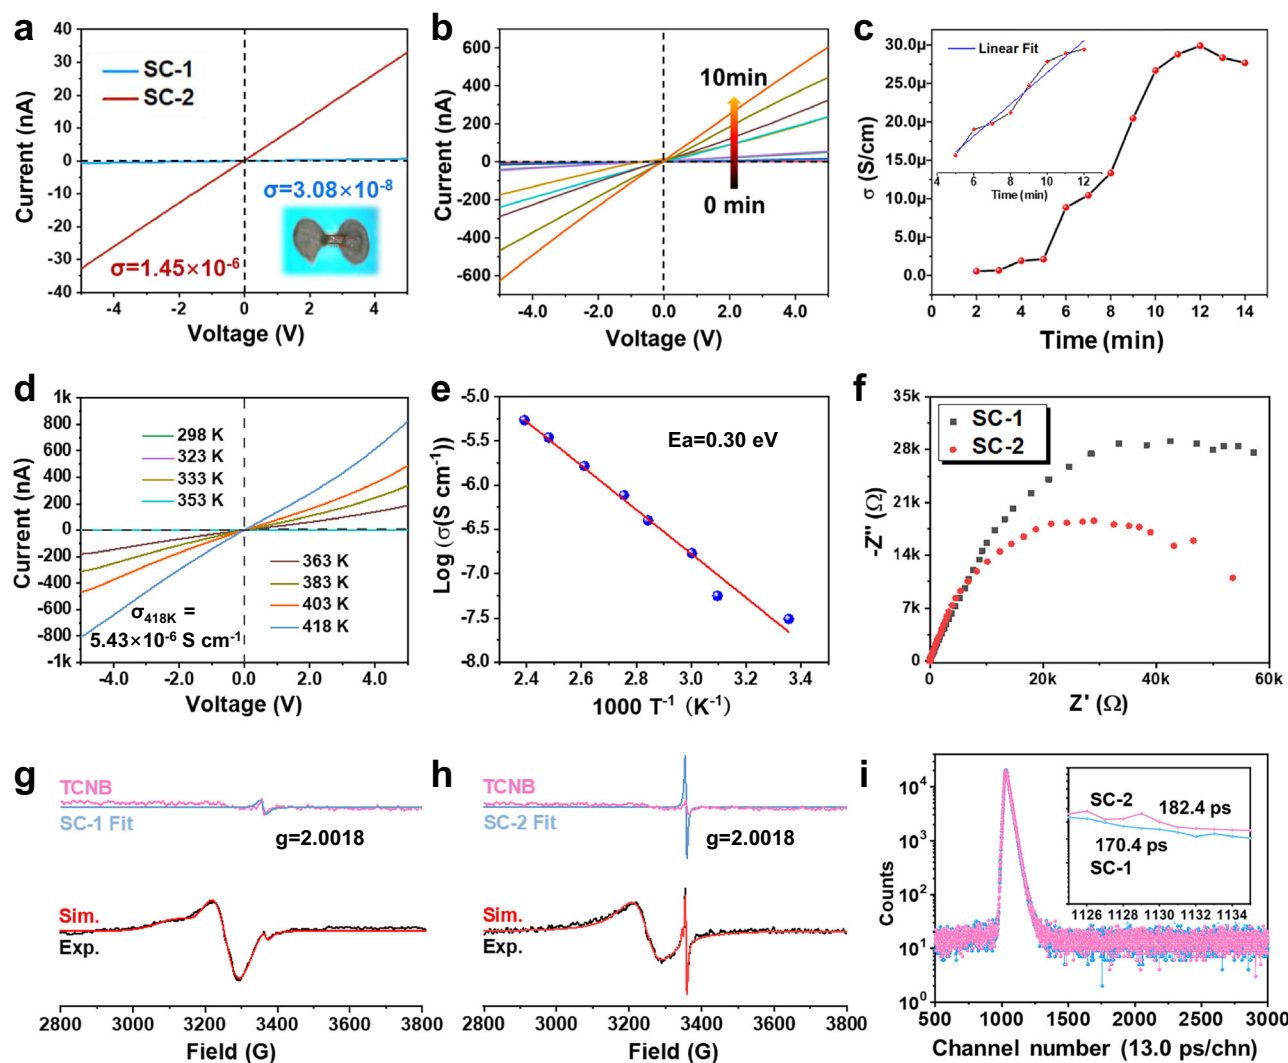 a
40
30
20
10
0
-10
-20
-30
-40
Current (nA)
SC-1
SC-2
σ=3.08×10-8
σ=1.45×10-6
-4 -2 0 2 4
Voltage (V)
b
600
400
200
0
-200
-400
-600
Current (nA)
10min
0 min
-4.0 -2.0 0.0 2.0 4.0
Voltage (V)
c
30.0µ
25.0µ
20.0µ
15.0µ
10.0µ
5.0µ
0.0
σ (S/cm)
Linear Fit
4 6 8 10 12
Time (min)
0 2 4 6 8 10 12 14
Time (min)
d
1k
800
600
400
200
0
-200
-400
-600
-800
-1k
Current (nA)
298 K
323 K
333 K
353 K
363 K
383 K
403 K
418 K
σ418K =
5.43×10-6 S cm-1
-4.0 -2.0 0.0 2.0 4.0
Voltage (V)
e
-5.0
-5.5
-6.0
-6.5
-7.0
-7.5
-8.0
Log (σ(S cm-1))
Ea=0.30 eV
2.4 2.6 2.8 3.0 3.2 3.4
1000 T-1 (K-1)
f
35k
28k
21k
14k
7k
0
-Z'' (Ω)
SC-1
SC-2
0 20k 40k 60k
Z' (Ω)
g
TCNB
SC-1 Fit
g=2.0018
Sim.
Exp.
2800 3000 3200 3400 3600 3800
Field (G)
h
TCNB
SC-2 Fit
g=2.0018
Sim.
Exp.
2800 3000 3200 3400 3600 3800
Field (G)
i
104
103
102
101
100
Counts
SC-2
182.4 ps
170.4 ps
SC-1
1126 1128 1130 1132 1134
500 1000 1500 2000 2500 3000
Channel number (13.0 ps/chn)